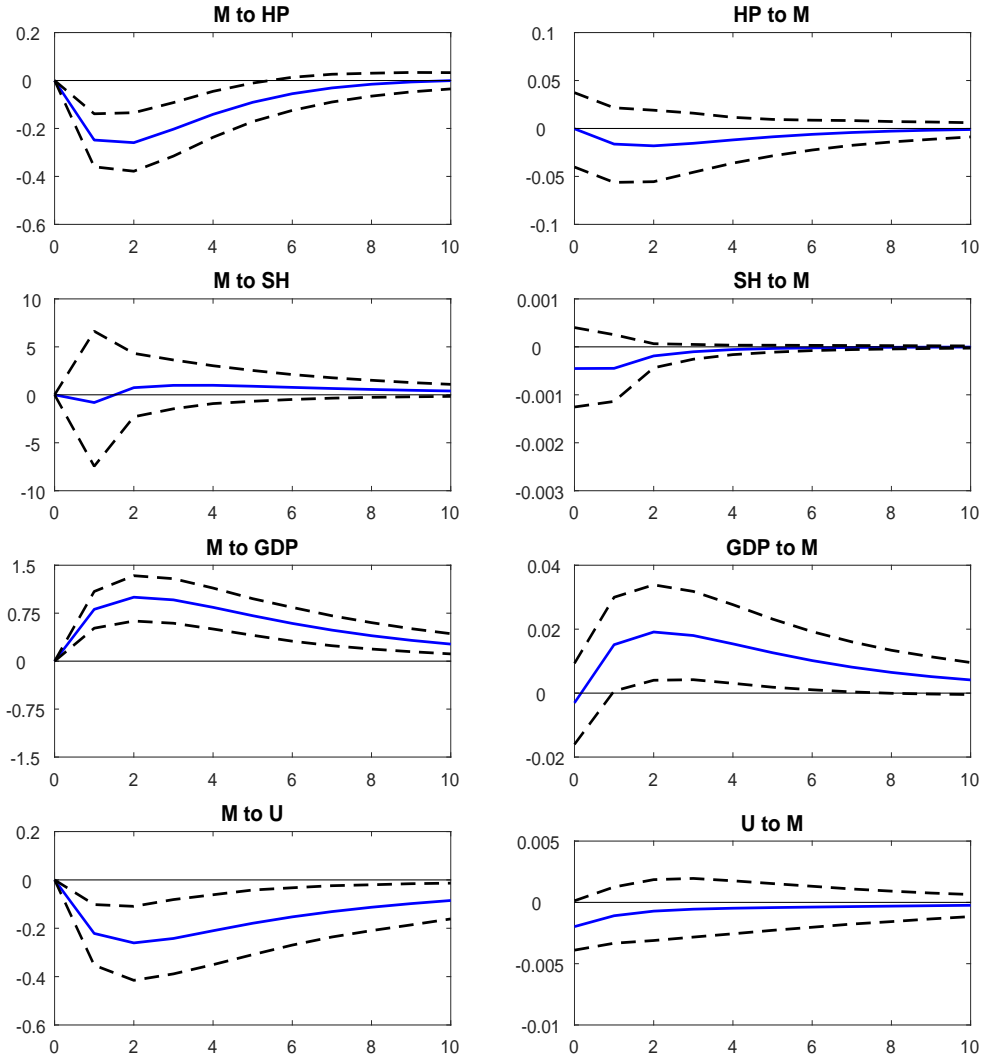 M to HP
0.2
0
-0.2
-0.4
-0.6
0 2 4 6 8 10
HP to M
0.1
0.05
0
-0.05
-0.1
0 2 4 6 8 10
M to SH
10
5
0
-5
-10
0 2 4 6 8 10
SH to M
0.001
0
-0.001
-0.002
-0.003
0 2 4 6 8 10
M to GDP
1.5
0.75
0
-0.75
-1.5
0 2 4 6 8 10
GDP to M
0.04
0.02
0
-0.02
0 2 4 6 8 10
M to U
0.2
0
-0.2
-0.4
-0.6
0 2 4 6 8 10
U to M
0.005
0
-0.005
-0.01
0 2 4 6 8 10